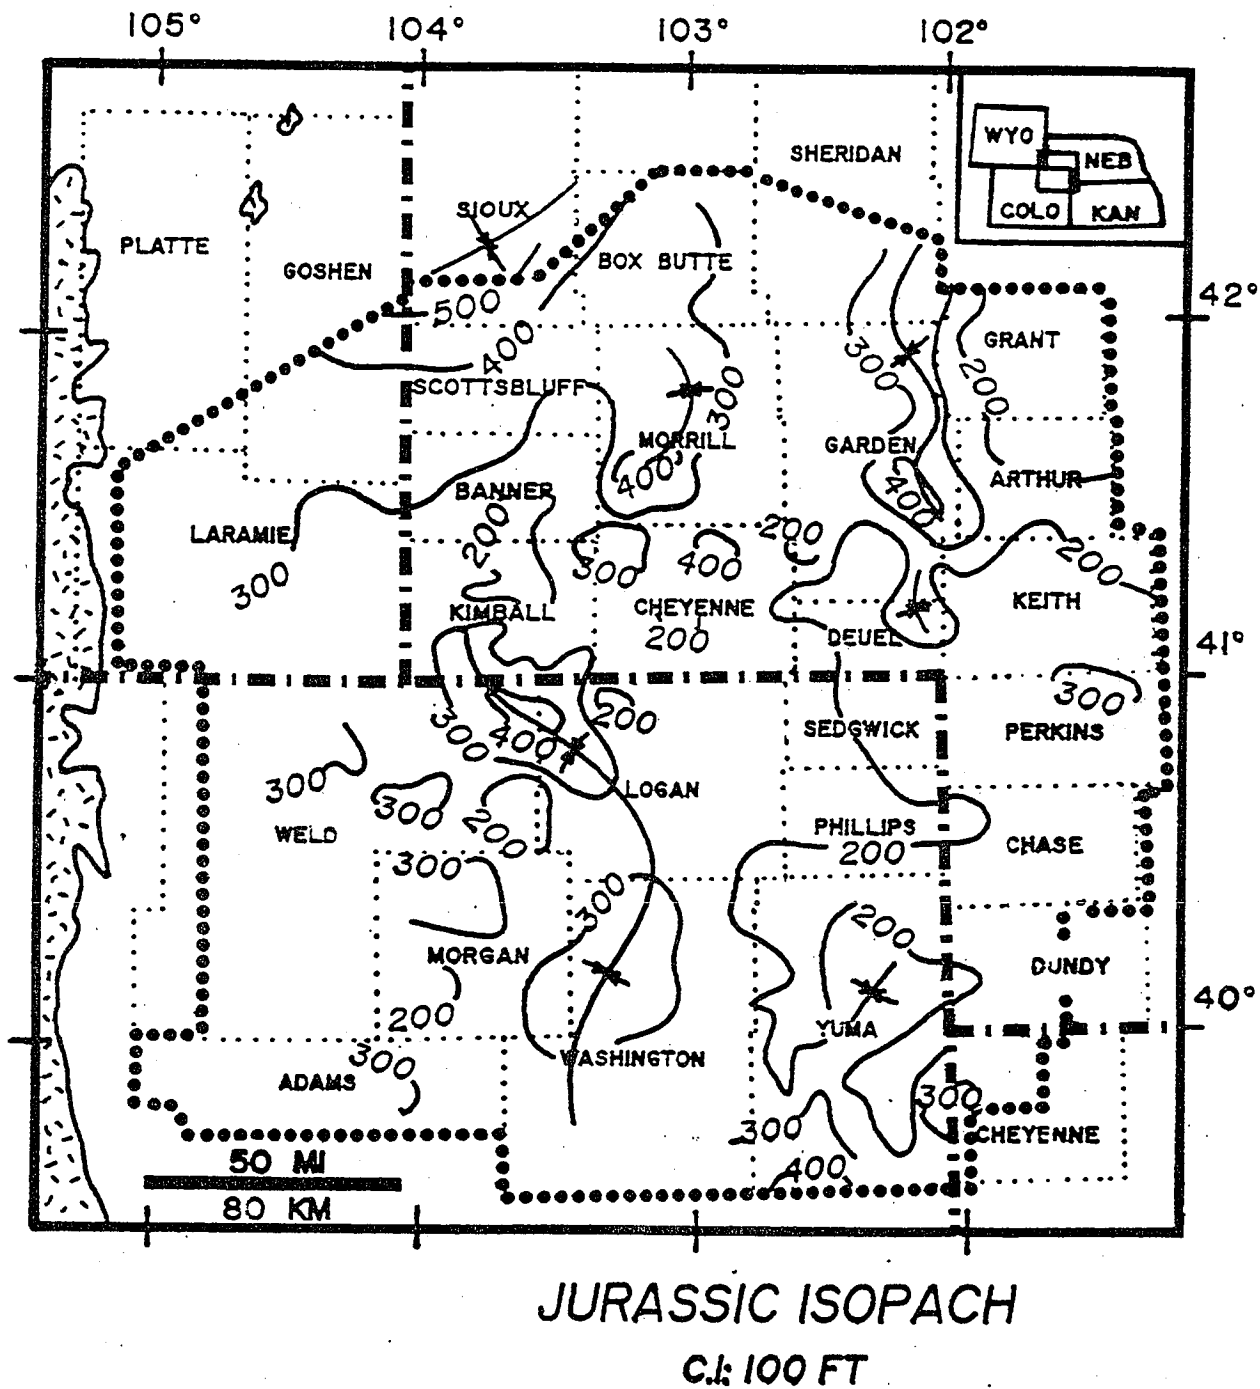 105° 104° 103° 102°
SHERIDAN
WYO
NEB
COLO KAN
SIOUX
PLATTE
GOSHEN
BOX BUTTE
42°
500
400
300
GRANT
200
SCOTTSBLUFF
300
MORRILL
GARDEN
400
400
ARTHUR
BANNER
200
LARAMIE
300
300
400
200
200
KIMBALL
CHEYENNE
200
KEITH
DEUEL
41°
300
400
200
300
SEDGWICK
PERKINS
300
300
200
LOGAN
WELD
PHILLIPS
200
CHASE
300
300
200
MORGAN
DUNDY
200
40°
YUMA
WASHINGTON
300
ADAMS
300
300
CHEYENNE
400
50 MI
80 KM
JURASSIC ISOPACH
C.I.: 100 FT